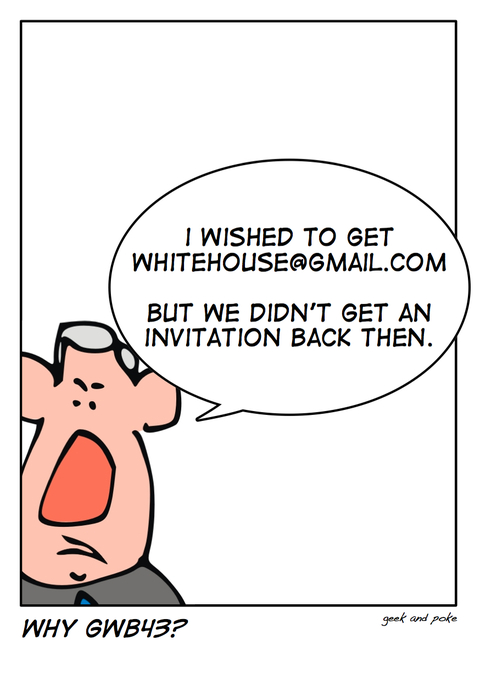 I WISHED TO GET
WHITEHOUSE@GMAIL.COM
BUT WE DIDN'T GET AN
INVITATION BACK THEN.
WHY GWB43?
geek and poke